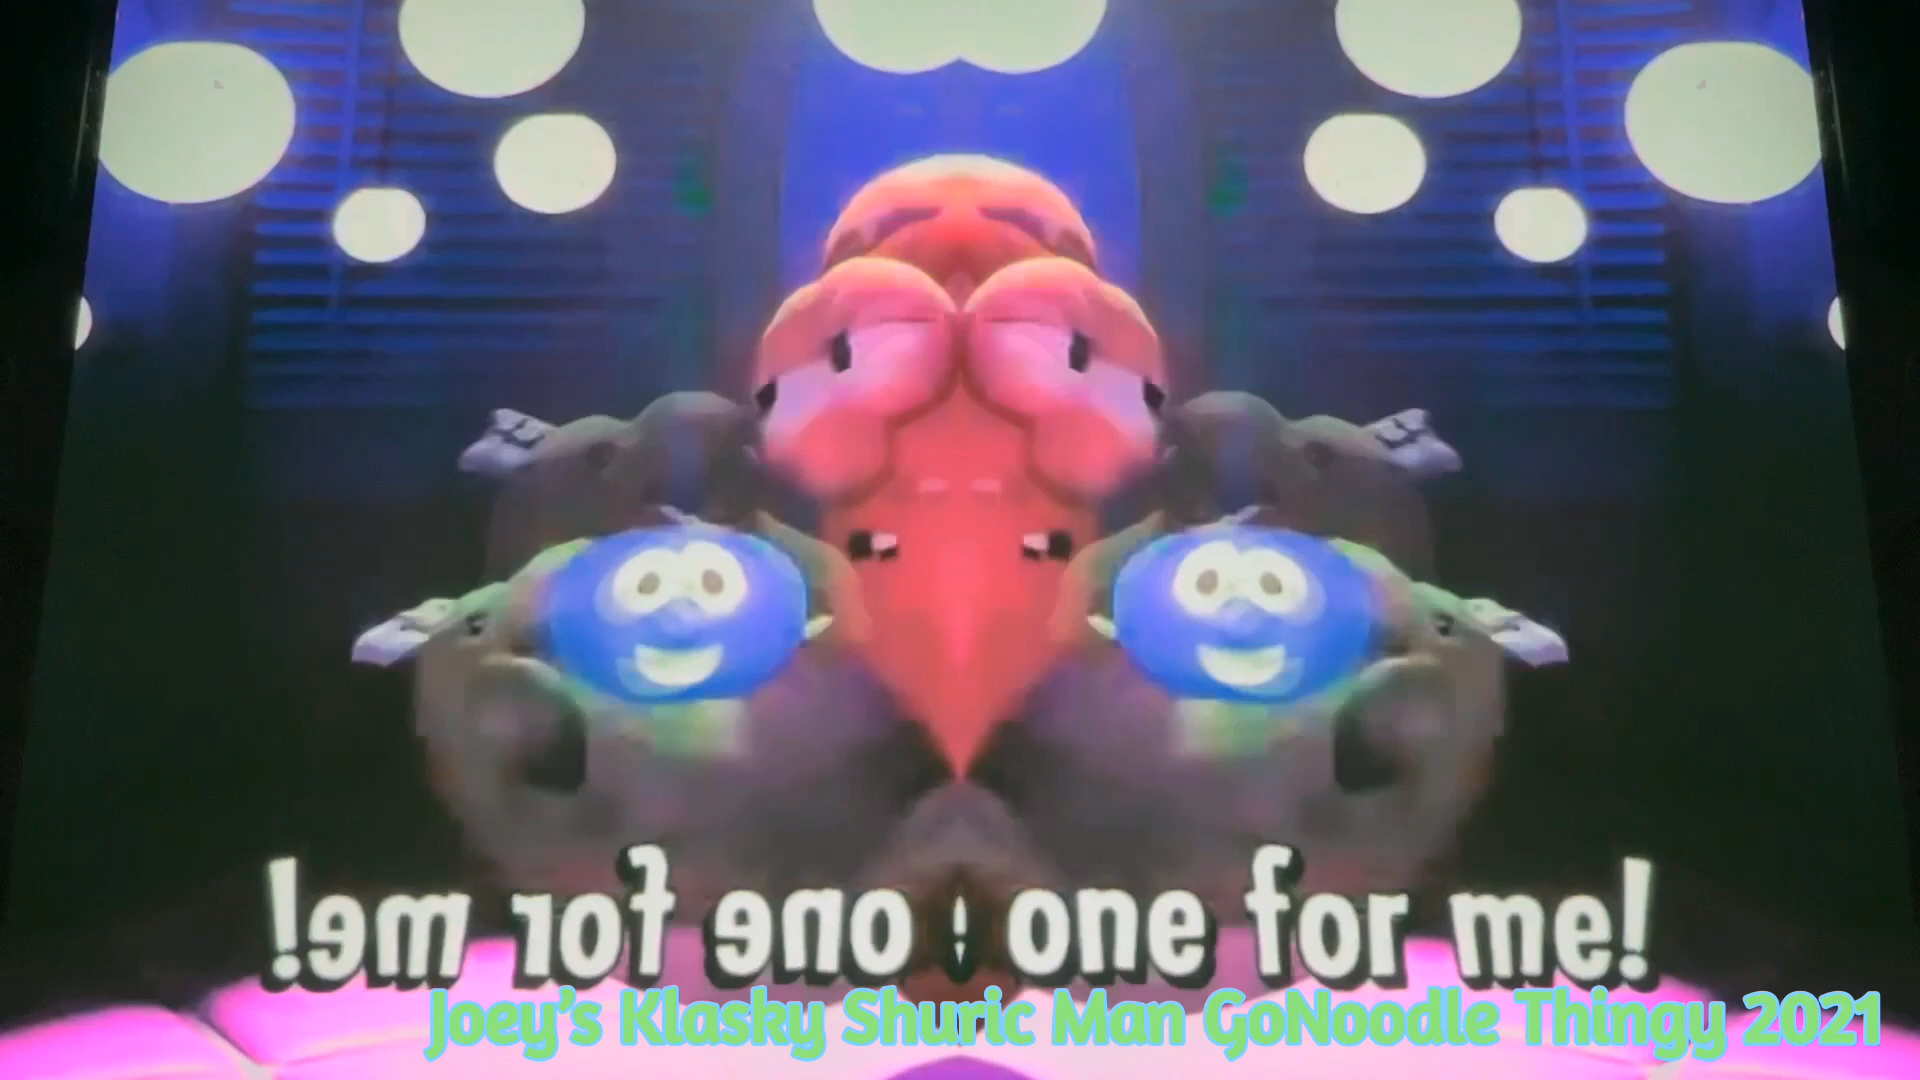 !em rof eno : one for me!
Joey's Klasky Shuric Man GoNoodle Thingy 2021